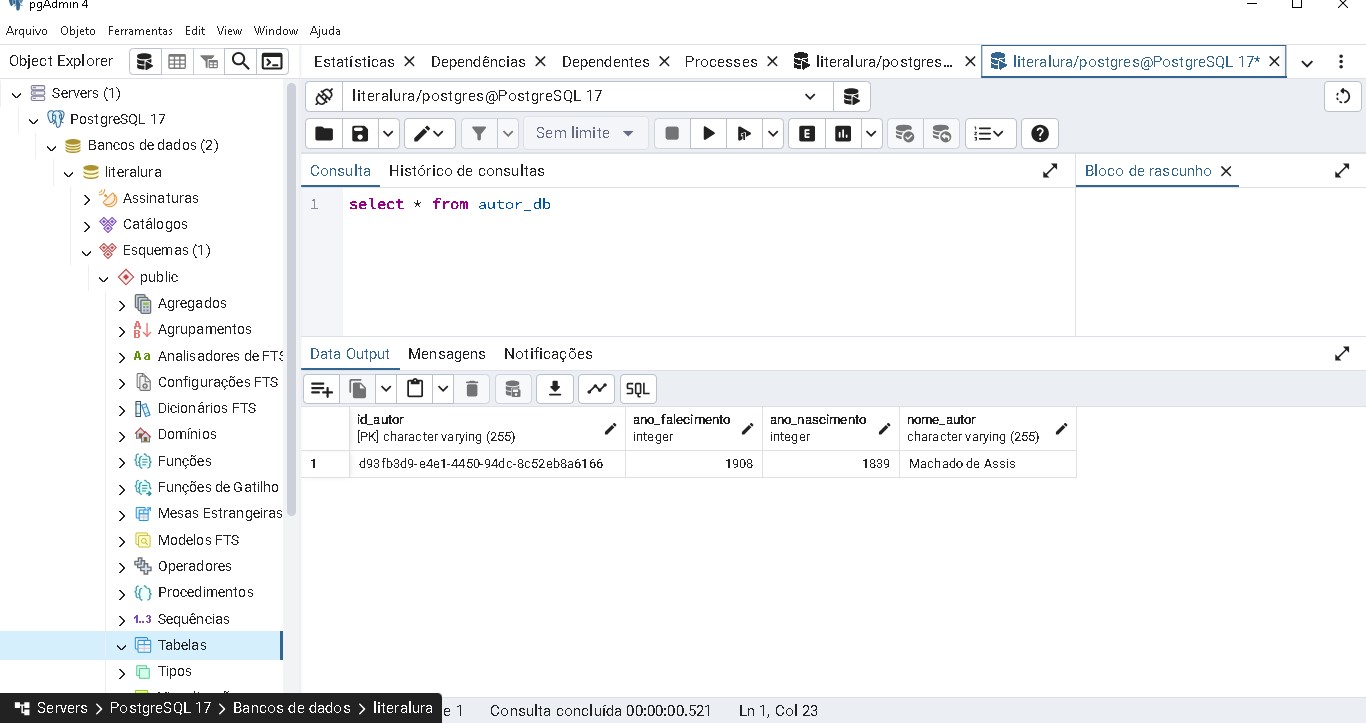 pgAdmin 4
Arquivo Objeto Ferramentas Edit View Window Ajuda
Object Explorer
Estatísticas Dependências Dependentes Processes literalura/postgres... literalura/postgres@PostgreSQL 17*
Servers (1)
PostgreSQL 17
Bancos de dados (2)
literalura
Assinaturas
Catálogos
Esquemas (1)
public
Agregados
Agrupamentos
Analisadores de FTS
Configurações FTS
Dicionários FTS
Domínios
Funções
Funções de Gatilho
Mesas Estrangeiras
Modelos FTS
Operadores
Procedimentos
1..3 Sequências
Tabelas
Tipos
literalura/postgres@PostgreSQL 17
Sem limite
Consulta Histórico de consultas
Bloco de rascunho
1 select * from autor_db
Data Output Mensagens Notificações
SQL
id_autor ano_falecimento ano_nascimento nome_autor
[PK] character varying (255) integer integer character varying (255)
1 d93fb3d9-e4e1-4450-94dc-8c52eb8a6166 1908 1839 Machado de Assis
Servers > PostgreSQL 17 > Bancos de dados > literalura
e 1 Consulta concluída 00:00:00.521 Ln 1, Col 23